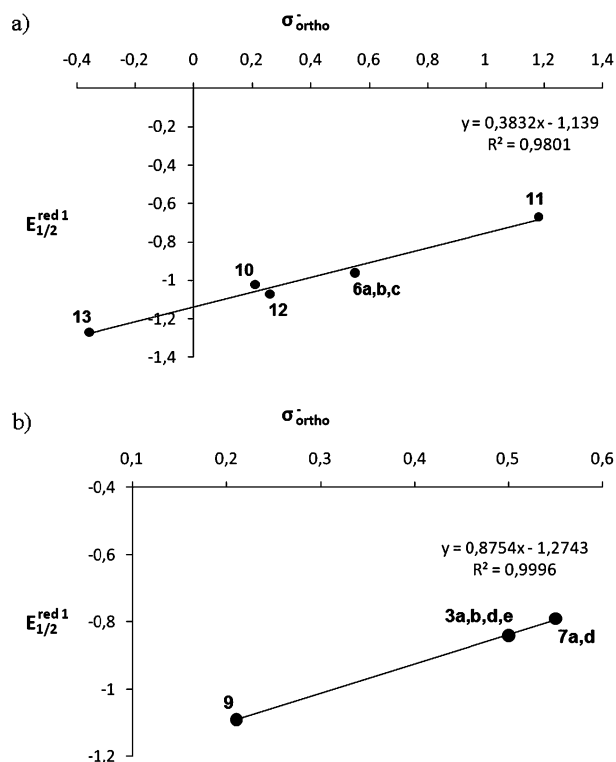 a)
σ⁻ortho
-0,4 -0,2 0 0,2 0,4 0,6 0,8 1 1,2 1,4
y = 0,3832x - 1,139
R² = 0,9801
-0,2
-0,4
-0,6
11
E1/2 red 1
-0,8
10
-1
12
6a,b,c
13
-1,2
-1,4
b)
σ⁻ortho
0,1 0,2 0,3 0,4 0,5 0,6
-0,4
y = 0,8754x - 1,2743
R² = 0,9996
-0,6
E1/2 red 1
3a,b,d,e
-0,8
7a,d
9
-1
-1,2